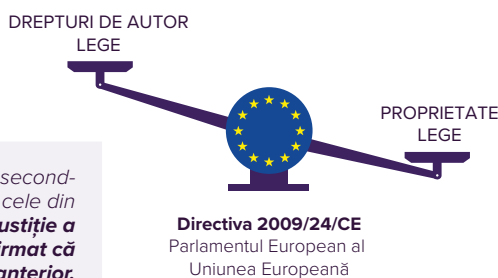 DREPTURI DE AUTOR
LEGE
PROPRIETATE
LEGE
second-
cele din
ustiție a
rmat că
anterior.
Directiva 2009/24/CE
Parlamentul European al
Uniunea Europeană